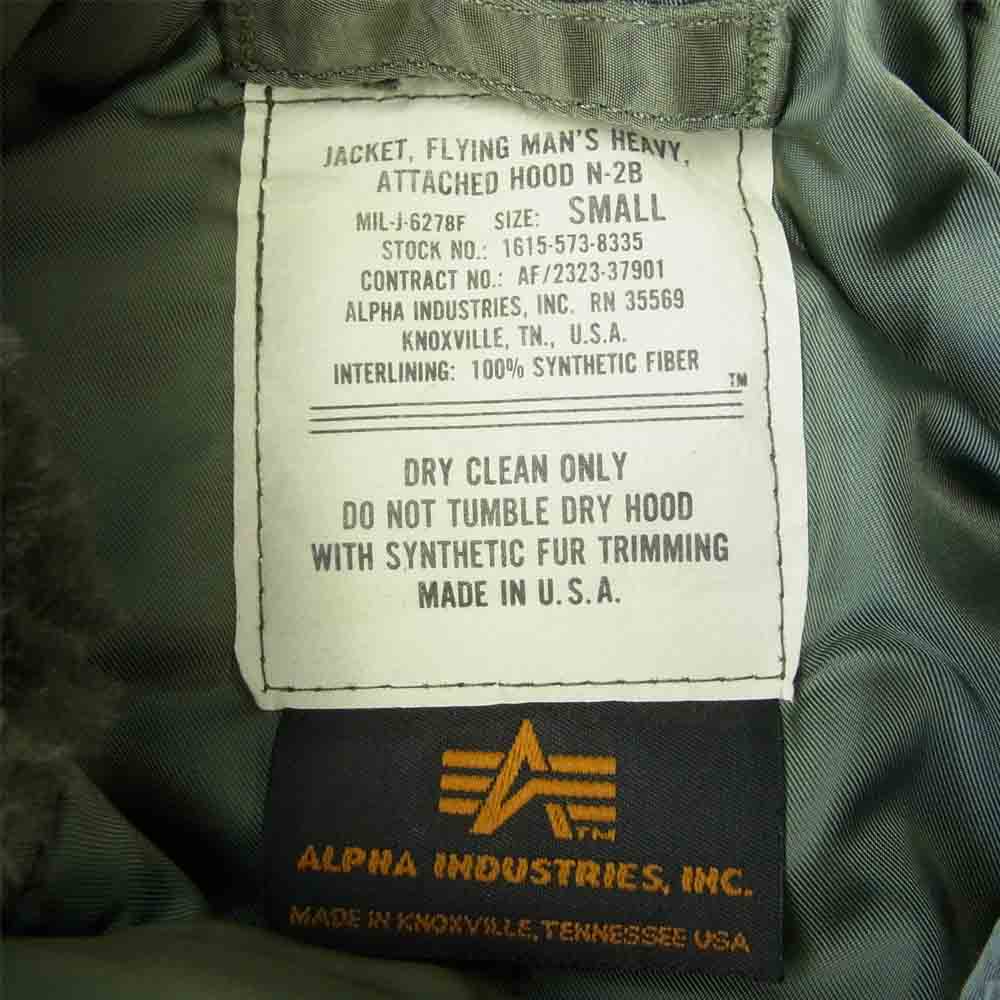 JACKET, FLYING MAN'S HEAVY,
ATTACHED HOOD N-2B
MIL-J-6278F SIZE: SMALL
STOCK NO.: 1615-573-8335
CONTRACT NO.: AF/2323-37901
ALPHA INDUSTRIES, INC. RN 35569
KNOXVILLE, TN., U.S.A.
INTERLINING: 100% SYNTHETIC FIBER
TM
DRY CLEAN ONLY
DO NOT TUMBLE DRY HOOD
WITH SYNTHETIC FUR TRIMMING
MADE IN U.S.A.
TM
ALPHA INDUSTRIES, INC.
MADE IN KNOXVILLE, TENNESSEE USA